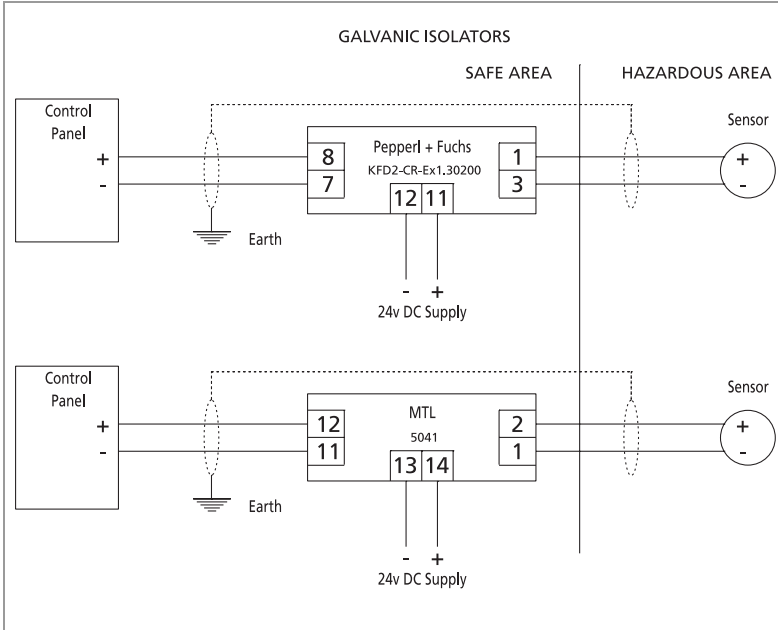 GALVANIC ISOLATORS
SAFE AREA
HAZARDOUS AREA
Control
Panel
+
-
8
7
Pepperl + Fuchs
KFD2-CR-Ex1.30200
12 11
1
3
Sensor
+
-
Earth
- +
24v DC Supply
Control
Panel
+
-
12
11
MTL
5041
13 14
2
1
Sensor
+
-
Earth
- +
24v DC Supply